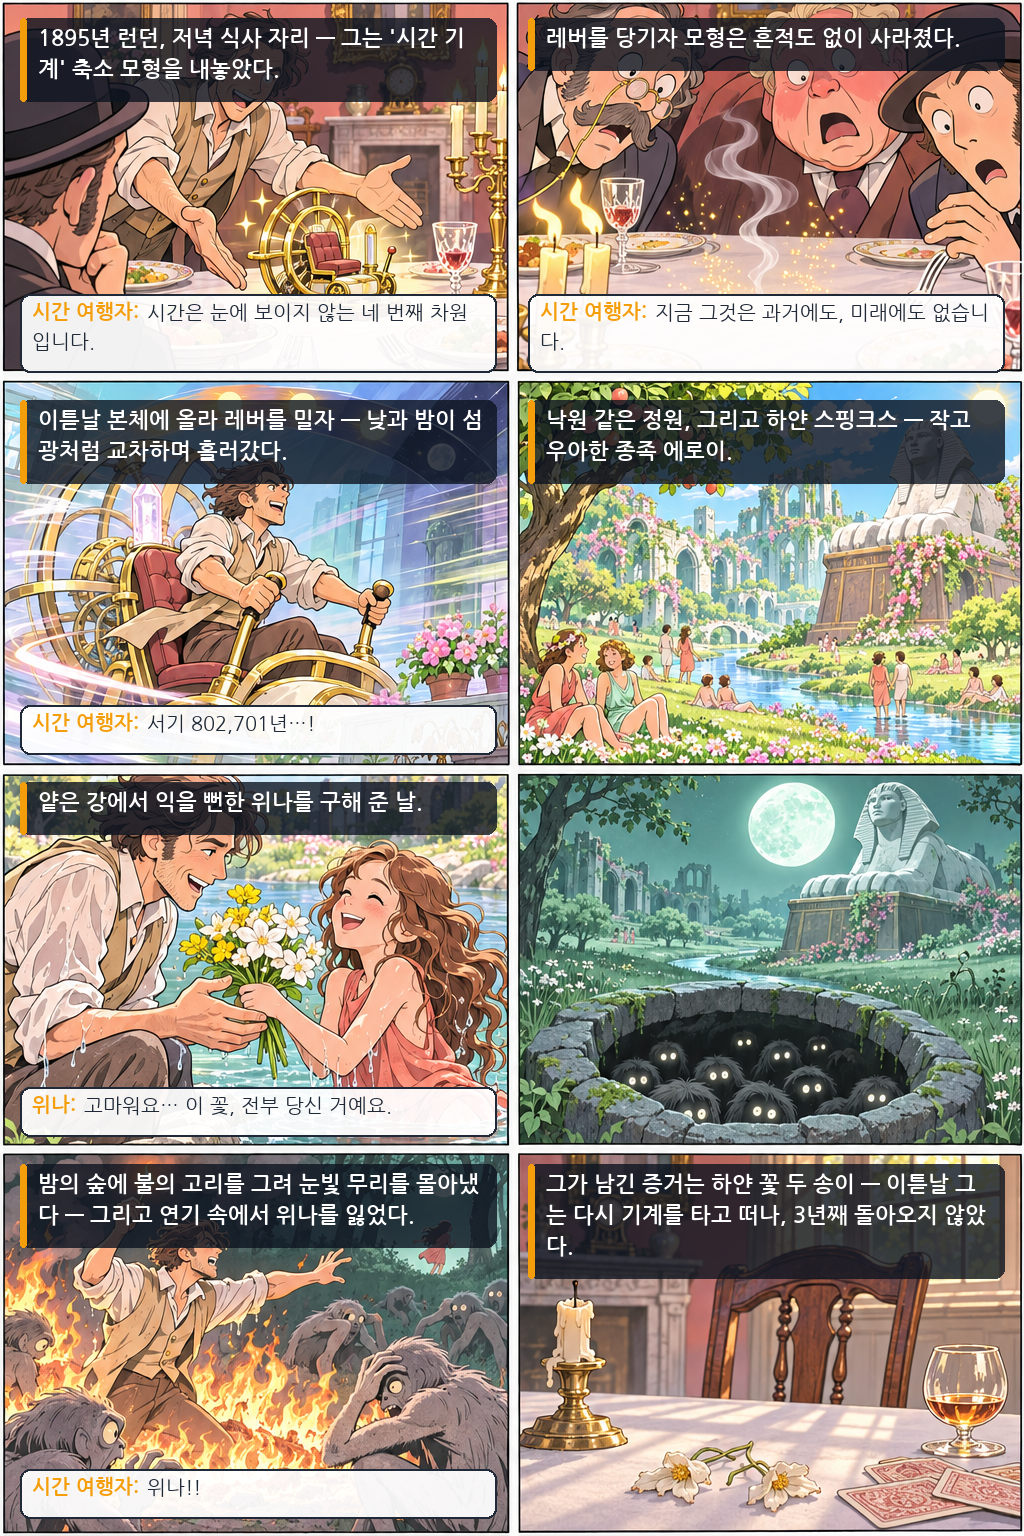 1895년 런던, 저녁 식사 자리 — 그는 '시간 기
계' 축소 모형을 내놓았다.
시간 여행자: 시간은 눈에 보이지 않는 네 번째 차원
입니다.
레버를 당기자 모형은 흔적도 없이 사라졌다.
시간 여행자: 지금 그것은 과거에도, 미래에도 없습니
다.
이튿날 본체에 올라 레버를 밀자 — 낮과 밤이 섬
광처럼 교차하며 흘러갔다.
시간 여행자: 서기 802,701년…!
낙원 같은 정원, 그리고 하얀 스핑크스 — 작고
우아한 종족 에로이.
얕은 강에서 익을 뻔한 위나를 구해 준 날.
위나: 고마워요… 이 꽃, 전부 당신 거예요.
밤의 숲에 불의 고리를 그려 눈빛 무리를 몰아냈
다 — 그리고 연기 속에서 위나를 잃었다.
시간 여행자: 위나!!
그가 남긴 증거는 하얀 꽃 두 송이 — 이튿날 그
는 다시 기계를 타고 떠나, 3년째 돌아오지 않았
다.